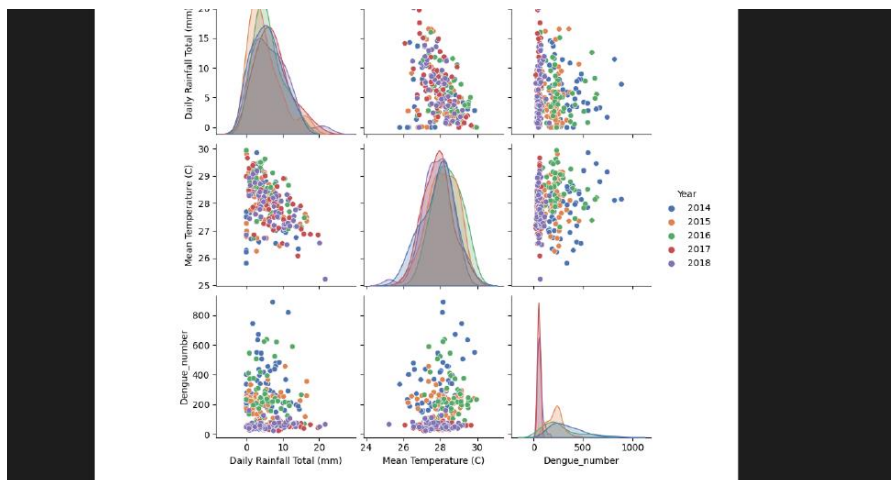 20
15
10
5
0
Daily Rainfall Total (mm)
30
29
28
27
26
25
Mean Temperature (C)
Year
2014
2015
2016
2017
2018
800
600
400
200
0
Dengue_number
0 10 20
Daily Rainfall Total (mm)
24 26 28 30
Mean Temperature (C)
0 500 1000
Dengue_number